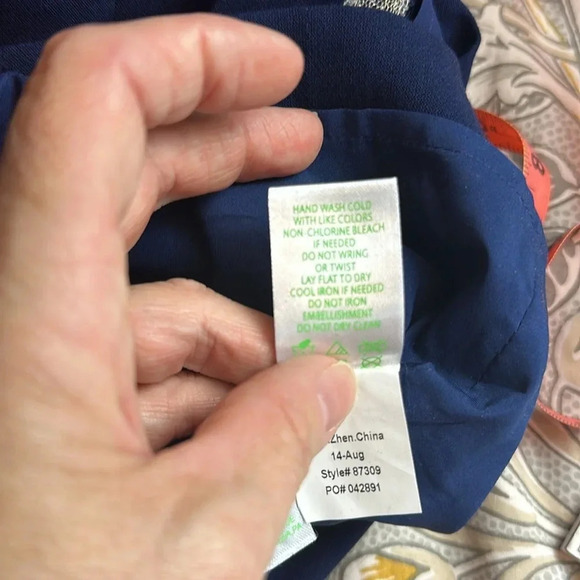 HAND WASH COLD
WITH LIKE COLORS
NON-CHLORINE BLEACH
IF NEEDED
DO NOT WRING
OR TWIST
LAY FLAT TO DRY
COOL IRON IF NEEDED
DO NOT IRON
EMBELLISHMENT
DO NOT DRY CLEAN
Zhen.China
14-Aug
Style# 87309
PO# 042891
8